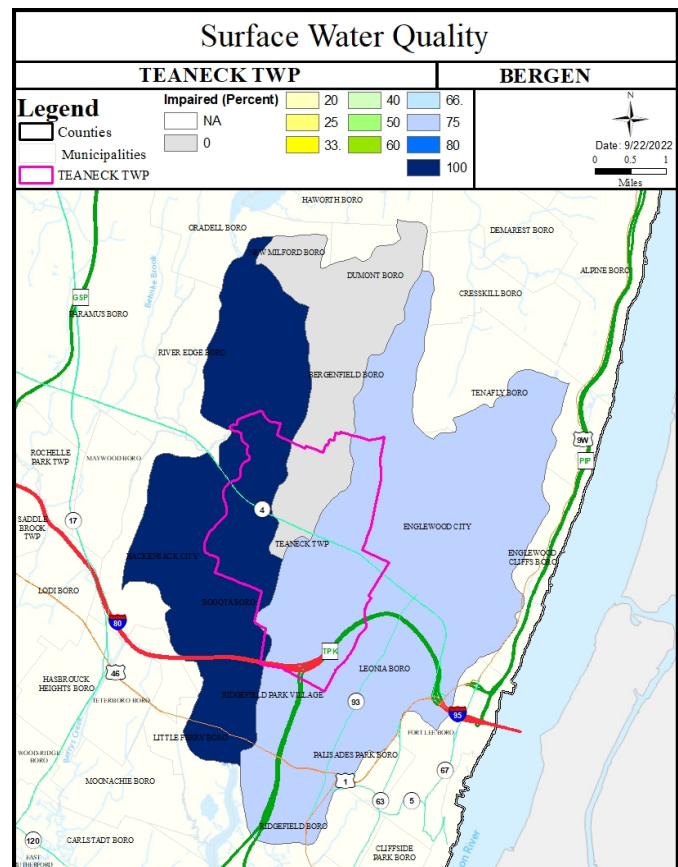 Surface Water Quality
TEANECK TWP
BERGEN
Legend
Counties
Municipalities
TEANECK TWP
Impaired (Percent)
NA
0
20
25
33.
40
50
60
66.
75
80
100
N
Date: 9/22/2022
0 0.5 1
Miles
HAWORTH BORO
ORADELL BORO
DEMAREST BORO
NEW MILFORD BORO
DUMONT BORO
ALPINE BORO
CRESSKILL BORO
GSP
PARAMUS BORO
RIVER EDGE BORO
BERGENFIELD BORO
TENAFLY BORO
9W
PIP
ROCHELLE
PARK TWP
MAYWOOD BORO
4
17
SADDLE
BROOK
TWP
ENGLEWOOD CITY
TEANECK TWP
HACKENSACK CITY
ENGLEWOOD
CLIFFS BORO
LODI BORO
BOGOTA BORO
80
TPK
46
LEONIA BORO
HASBROUCK
HEIGHTS BORO
TETERBORO BORO
RIDGEFIELD PARK VILLAGE
93
95
FORT LEE BORO
LITTLE FERRY BORO
WOOD-RIDGE
BORO
Berrys Creek
PALISADES PARK BORO
MOONACHIE BORO
1
67
63
5
RIDGEFIELD BORO
120
CARLSTADT BORO
CLIFFSIDE
PARK BORO
EAST
on River